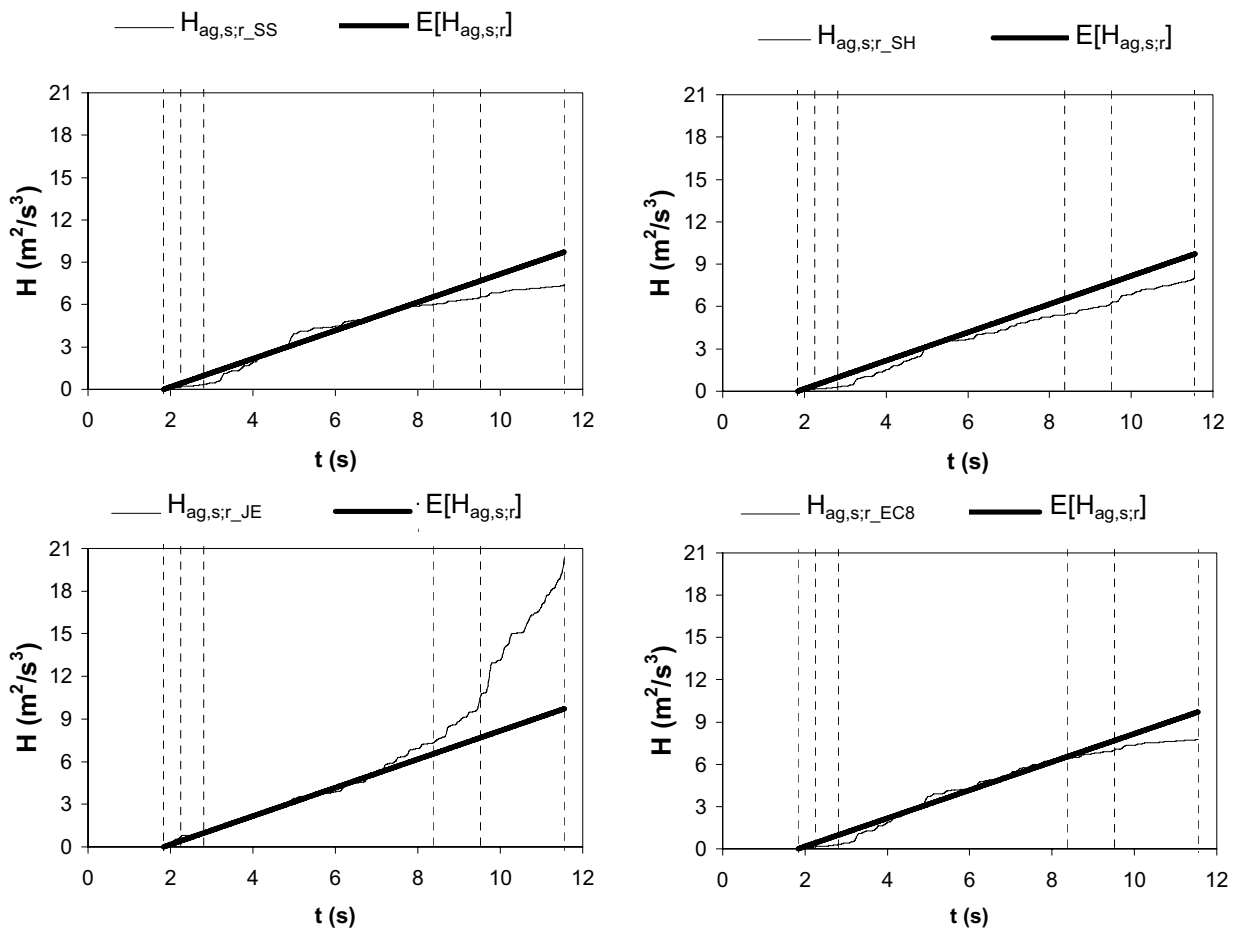 H_ag,s;r_SS E[H_ag,s;r]
H (m²/s³)
21
18
15
12
9
6
3
0
0 2 4 6 8 10 12
t (s)
H_ag,s;r_SH E[H_ag,s;r]
H (m²/s³)
21
18
15
12
9
6
3
0
0 2 4 6 8 10 12
t (s)
H_ag,s;r_JE E[H_ag,s;r]
H (m²/s³)
21
18
15
12
9
6
3
0
0 2 4 6 8 10 12
t (s)
H_ag,s;r_EC8 E[H_ag,s;r]
H (m²/s³)
21
18
15
12
9
6
3
0
0 2 4 6 8 10 12
t (s)